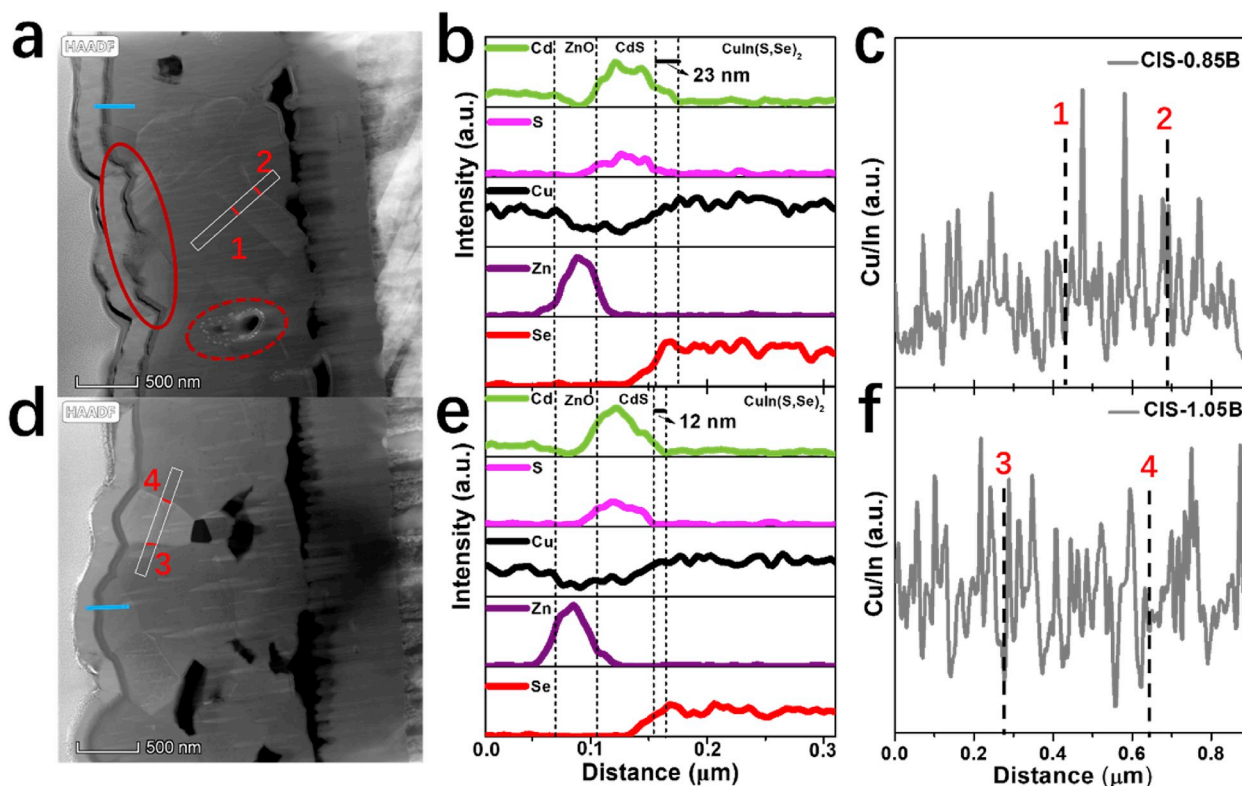 a
HAADF
2
1
500 nm
b
Cd
ZnO
CdS
CuIn(S,Se)2
23 nm
S
Cu
Zn
Se
Intensity (a.u.)
c
CIS-0.85B
1
2
Cu/In (a.u.)
d
HAADF
4
3
500 nm
e
Cd
ZnO
CdS
CuIn(S,Se)2
12 nm
S
Cu
Zn
Se
Intensity (a.u.)
0.0 0.1 0.2 0.3
Distance (μm)
f
CIS-1.05B
3
4
Cu/In (a.u.)
0.0 0.2 0.4 0.6 0.8
Distance (μm)